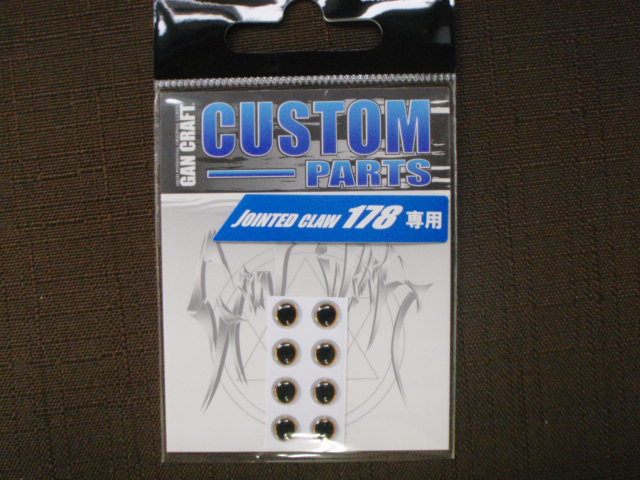 GAN CRAFT
CUSTOM
PARTS
JOINTED CLAW 178 専用